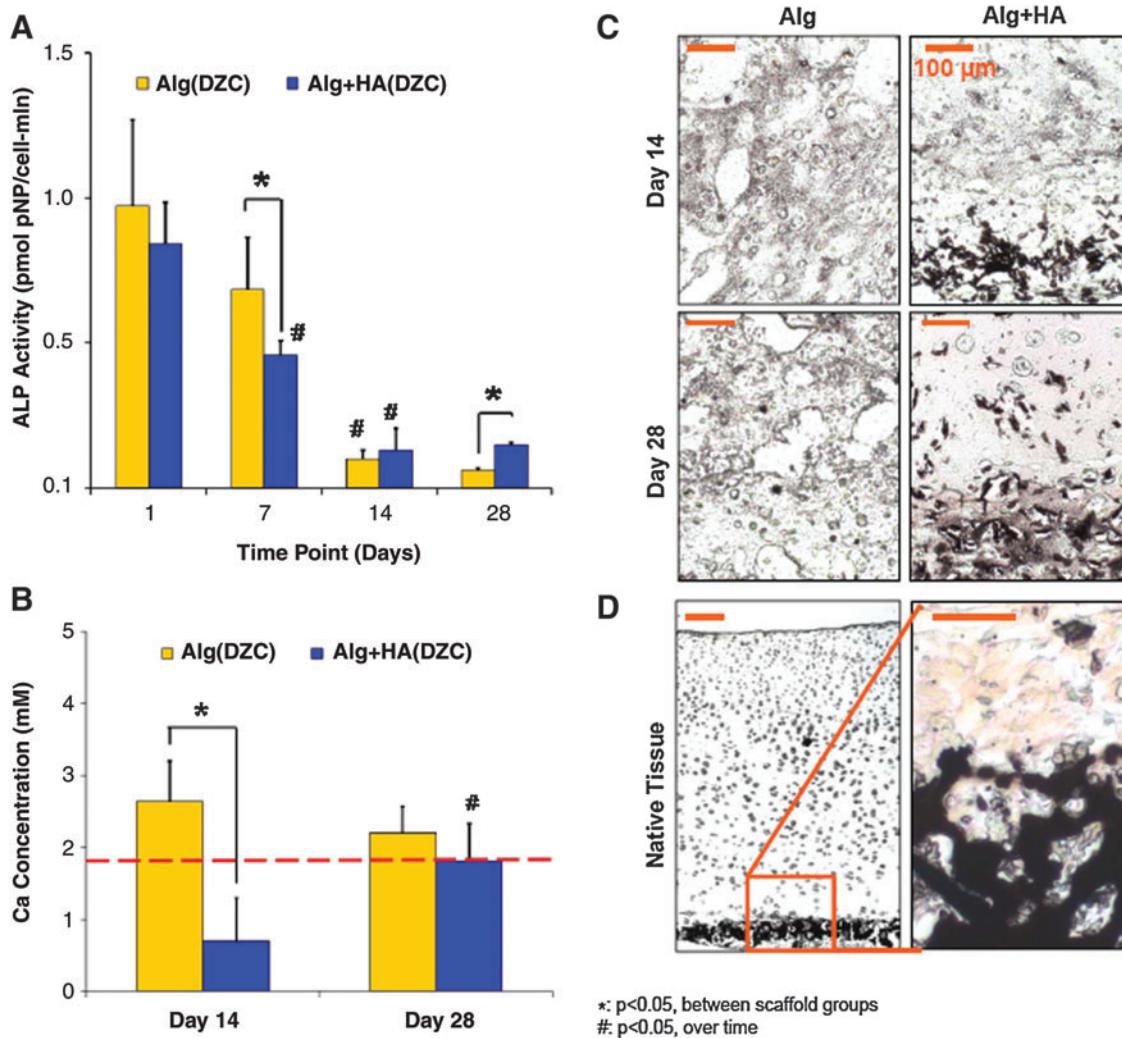 A
1.5
Alg(DZC)
Alg+HA(DZC)
*
1.0
*
#
0.5
# #
0.1
1 7 14 28
ALP Activity (pmol pNP/cell-mln)
Time Point (Days)
B
5
Alg(DZC)
Alg+HA(DZC)
4
*
3
#
2
1
0
Day 14 Day 28
Ca Concentration (mM)
C
Alg Alg+HA
100 µm
Day 14
Day 28
D
Native Tissue
*: p<0.05, between scaffold groups
#: p<0.05, over time